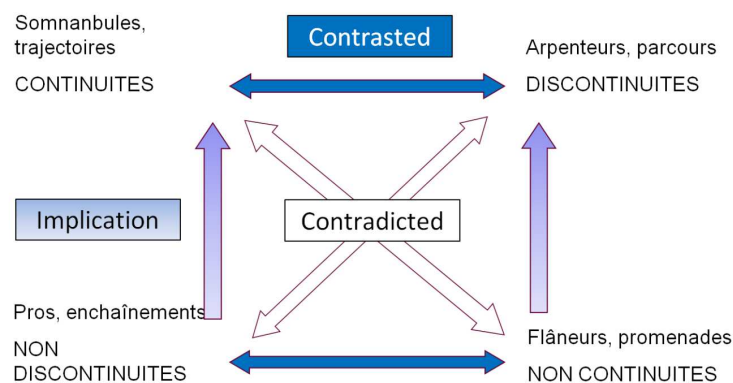 Somnanbules,
trajectoires
CONTINUITES
Contrasted
Arpenteurs, parcours
DISCONTINUITES
Implication
Contradicted
Pros, enchaînements
NON
DISCONTINUITES
Flâneurs, promenades
NON CONTINUITES